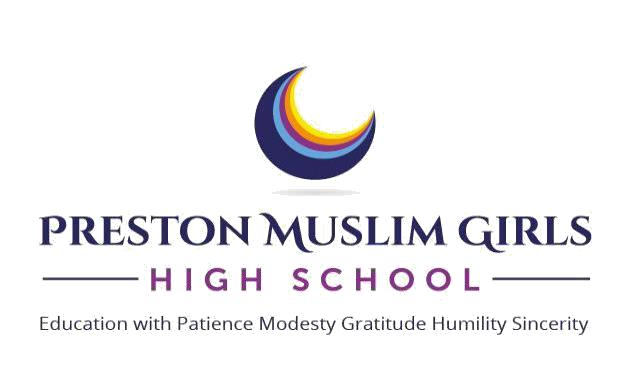 PRESTON MUSLIM GIRLS
HIGH SCHOOL
Education with Patience Modesty Gratitude Humility Sincerity